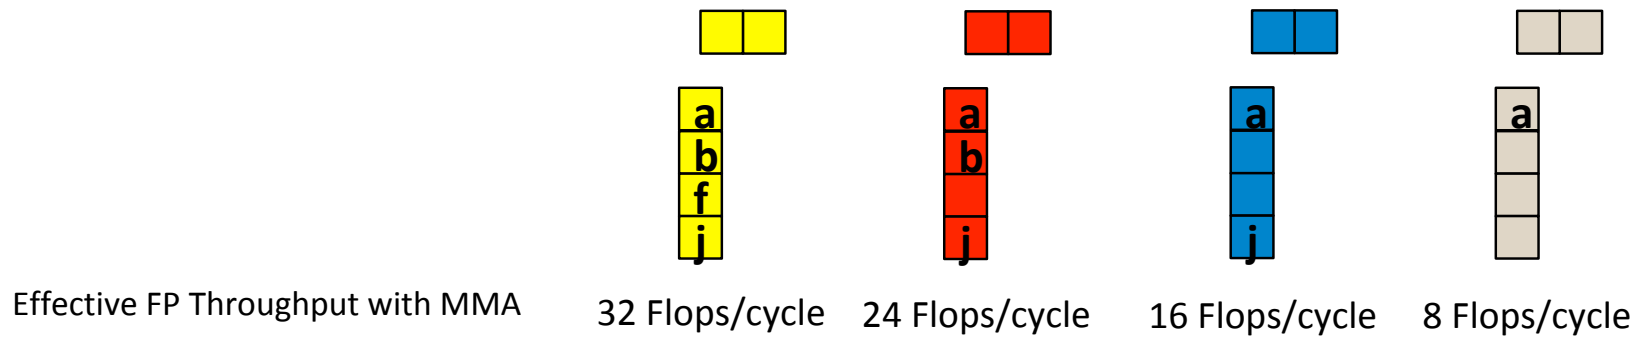 a a a a
b b
f
j j j
Effective FP Throughput with MMA 32 Flops/cycle 24 Flops/cycle 16 Flops/cycle 8 Flops/cycle